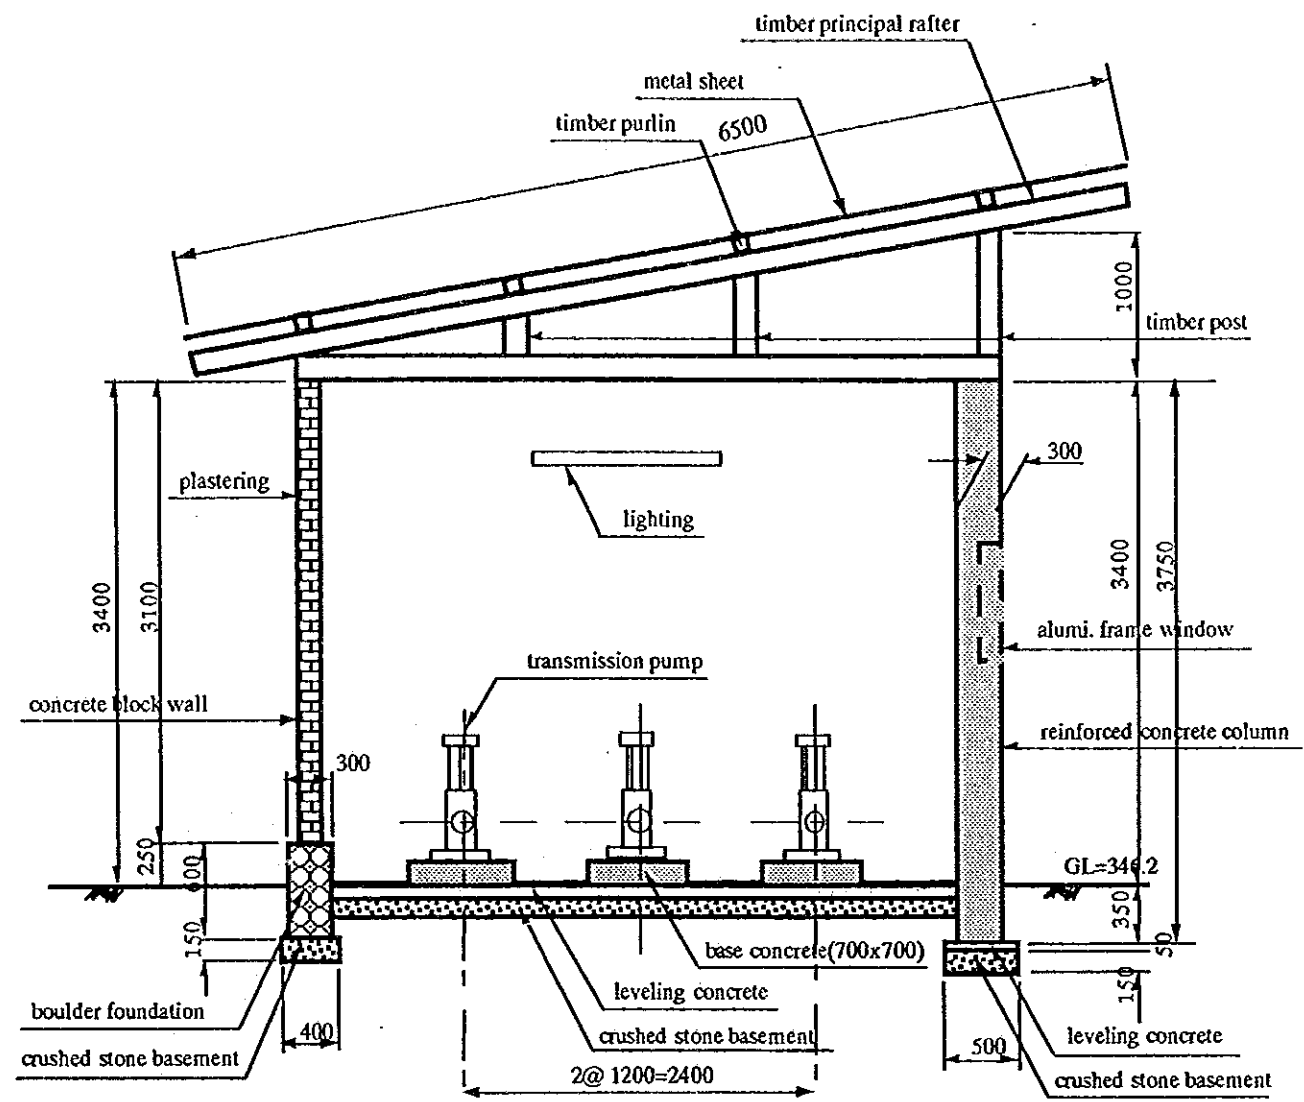 timber principal rafter
metal sheet
timber purlin
6500
1000
timber post
300
plastering
lighting
3400
3100
3400
3750
alumi. frame window
transmission pump
concrete block wall
reinforced concrete column
300
250
GL=346.2
350
150
base concrete(700x700)
50
150
leveling concrete
boulder foundation
400
crushed stone basement
crushed stone basement
500
leveling concrete
2@ 1200=2400
crushed stone basement